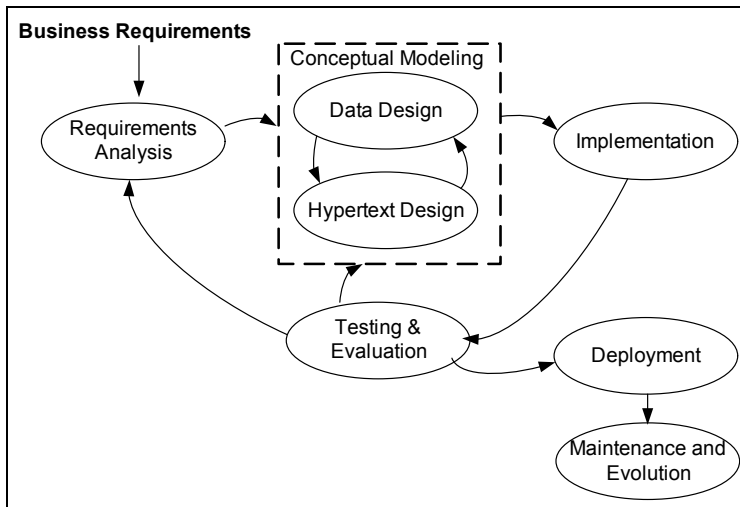 Business Requirements
Conceptual Modeling
Data Design
Requirements
Analysis
Implementation
Hypertext Design
Testing &
Evaluation
Deployment
Maintenance and
Evolution